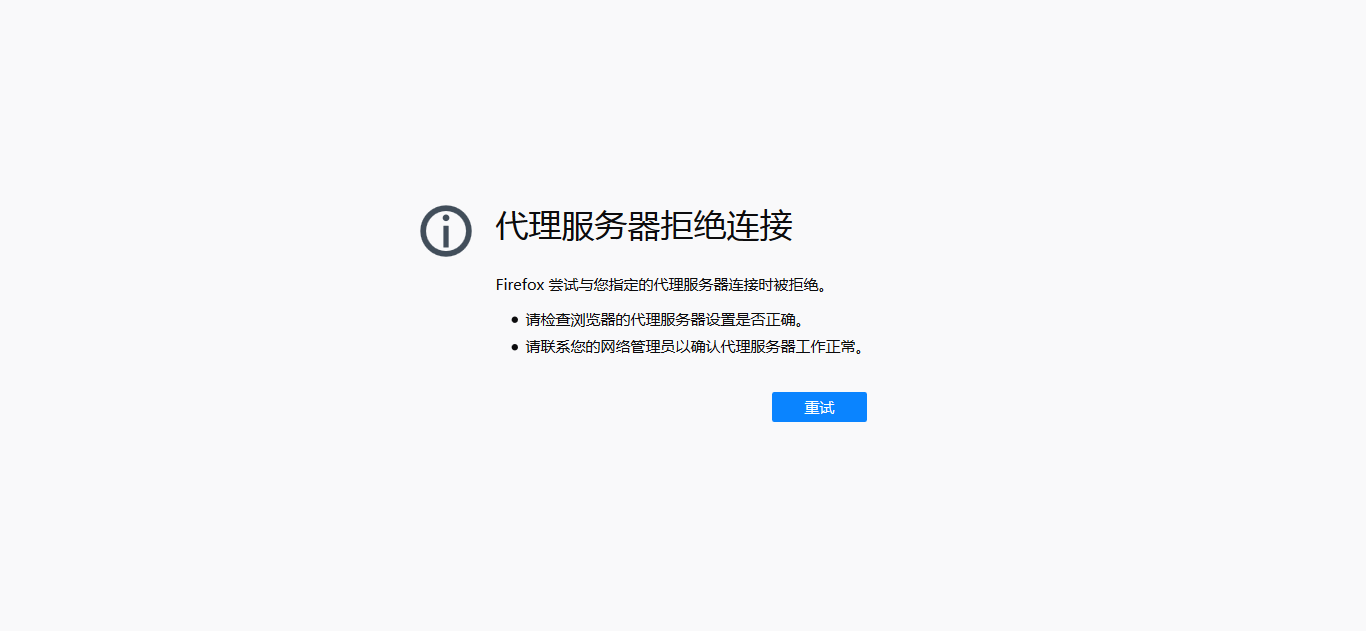 代理服务器拒绝连接
Firefox 尝试与您指定的代理服务器连接时被拒绝。
请检查浏览器的代理服务器设置是否正确。
请联系您的网络管理员以确认代理服务器工作正常。
重试